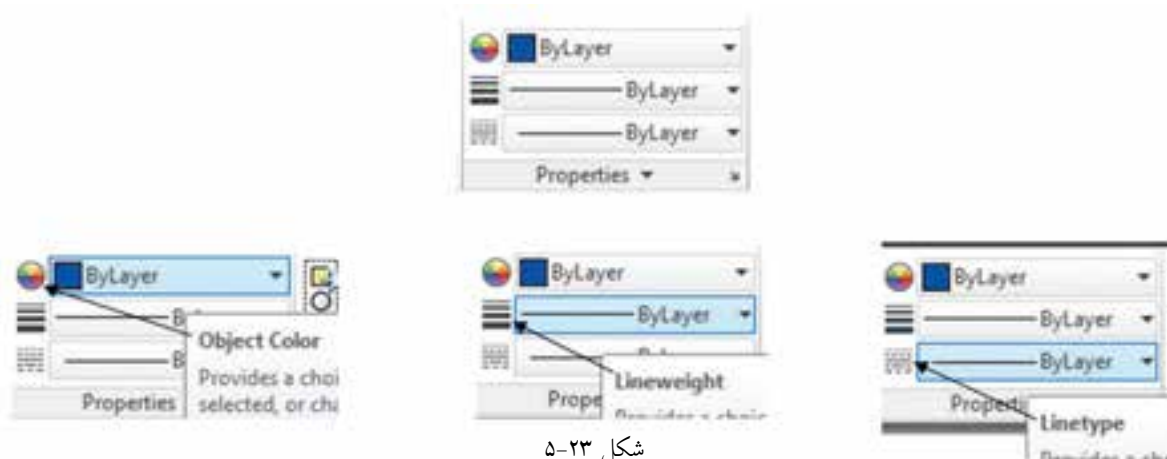 ByLayer
ByLayer
ByLayer
Properties
ByLayer
B
B
Properties
Object Color
Provides a choi
selected, or cha
ByLayer
ByLayer
Prope
Lineweight
ByLayer
ByLayer
ByLayer
Properti
Linetype
شکل ۲۳-۵